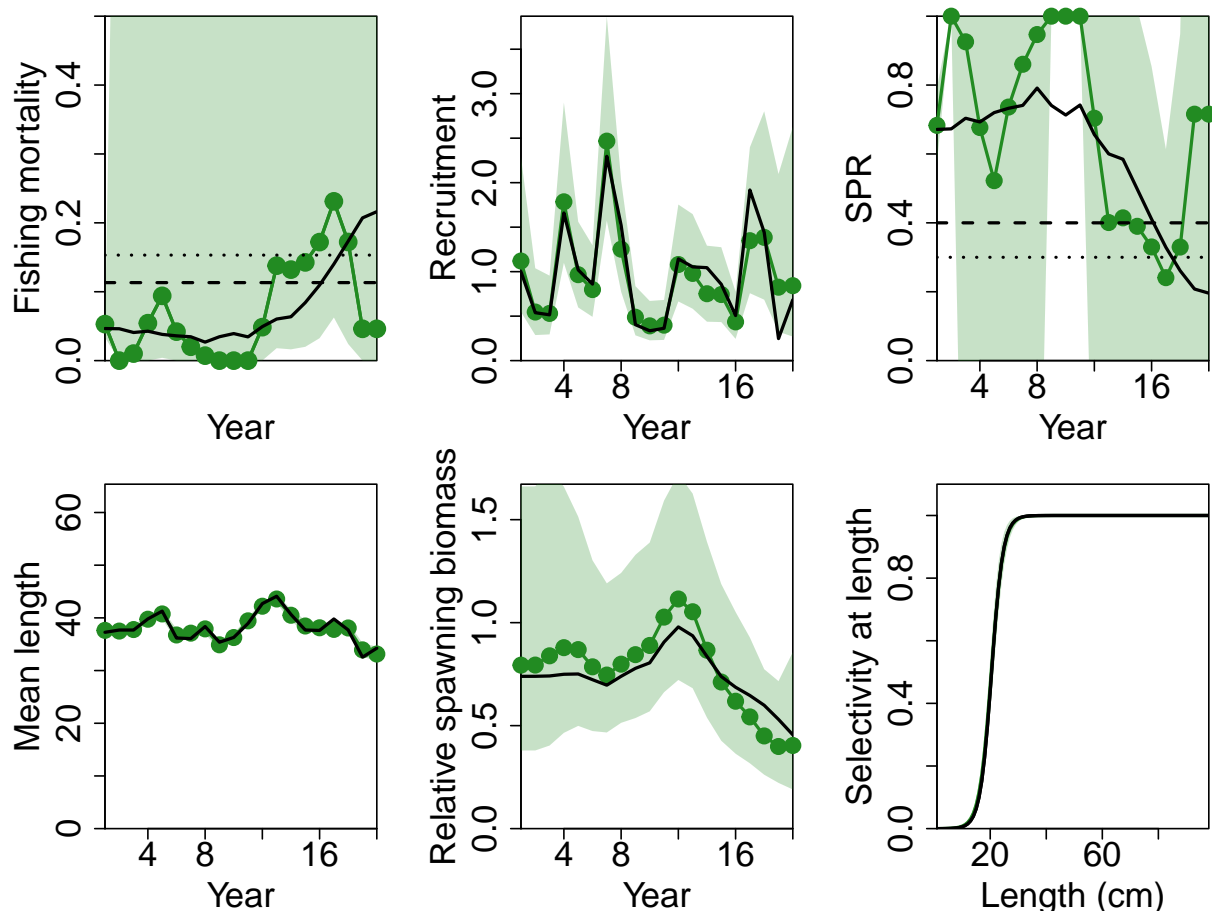 Fishing mortality
0.0 0.2 0.4
Year
Recruitment
0.0 1.0 2.0 3.0
4 8 16
Year
SPR
0.0 0.4 0.8
4 8 16
Year
Mean length
0 20 40 60
4 8 16
Year
Relative spawning biomass
0.0 0.5 1.0 1.5
4 8 16
Year
Selectivity at length
0.0 0.4 0.8
20 60
Length (cm)